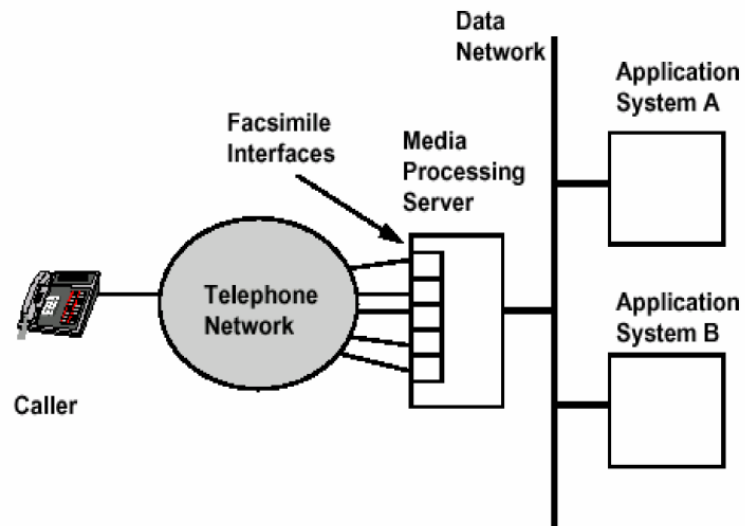 Data
Network
Application
System A
Facsimile
Interfaces
Media
Processing
Server
Telephone
Network
Application
System B
Caller